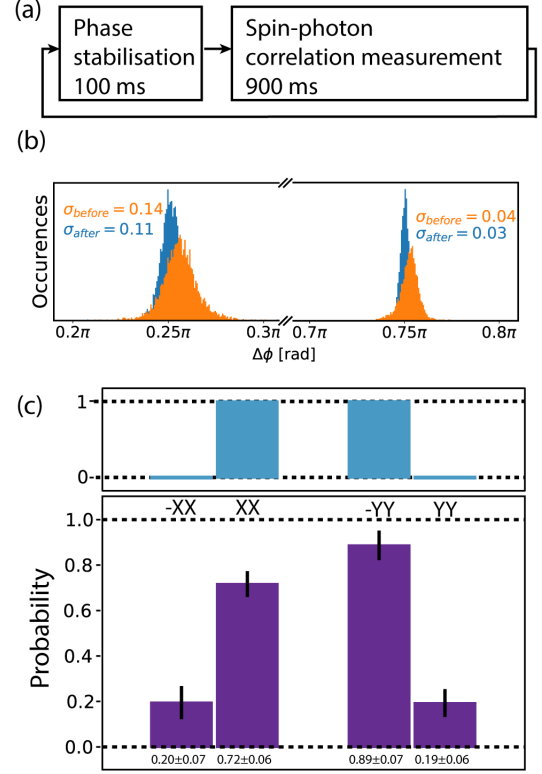 (a)
Phase
stabilisation
100 ms
Spin-photon
correlation measurement
900 ms
(b)
Occurences
σbefore = 0.14
σafter = 0.11
σbefore = 0.04
σafter = 0.03
0.2π 0.25π 0.3π 0.7π 0.75π 0.8π
Δϕ [rad]
(c)
1
0
-XX XX -YY YY
Probability
1.0
0.8
0.6
0.4
0.2
0.0
0.20±0.07 0.72±0.06 0.89±0.07 0.19±0.06